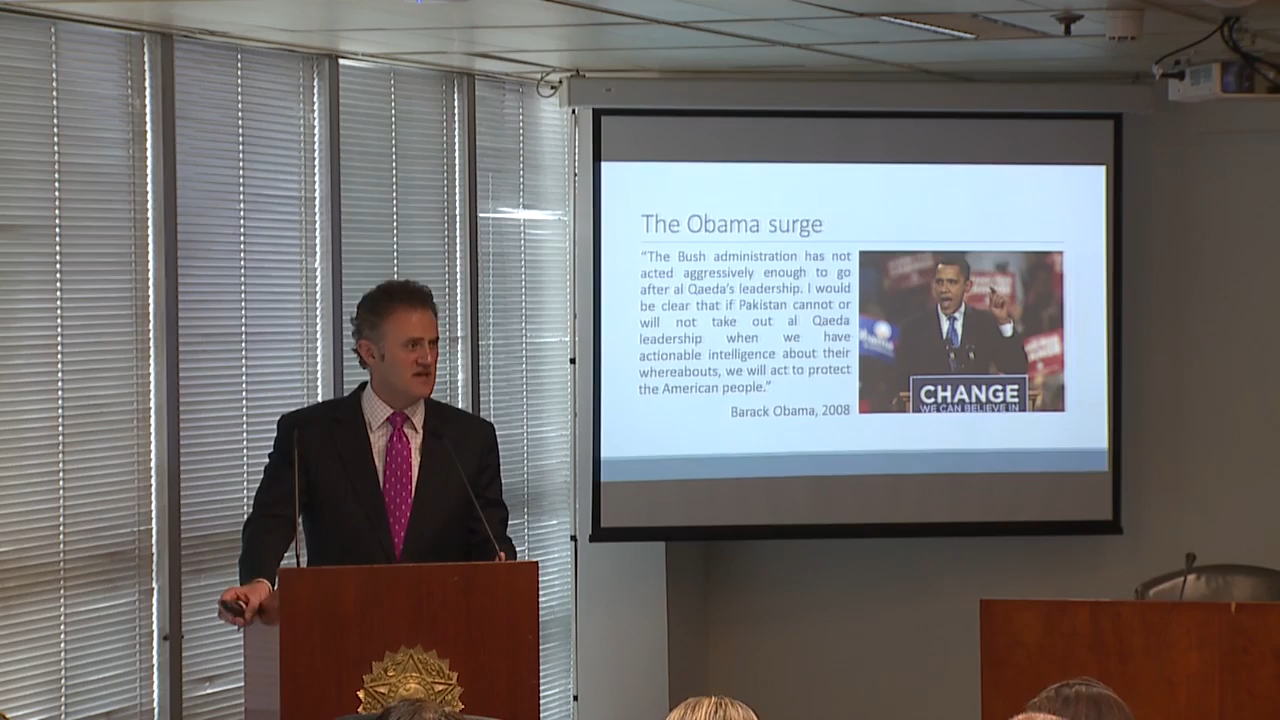 The Obama surge
“The Bush administration has not
acted aggressively enough to go
after al Qaeda’s leadership. I would
be clear that if Pakistan cannot or
will not take out al Qaeda
leadership when we have
actionable intelligence about their
whereabouts, we will act to protect
the American people.”
Barack Obama, 2008
CHANGE
WE CAN BELIEVE IN